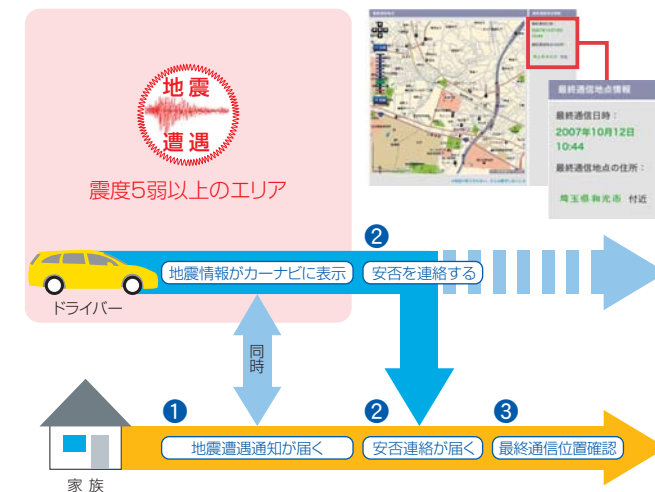 地震
遭遇
震度5弱以上のエリア
最終通信地点情報
最終通信日時：
2007年10月12日
10:44
最終通信地点の住所：
埼玉県和光市 付近
2
地震情報がカーナビに表示
安否を連絡する
ドライバー
同時
1
2
3
地震遭遇通知が届く
安否連絡が届く
最終通信位置確認
家族